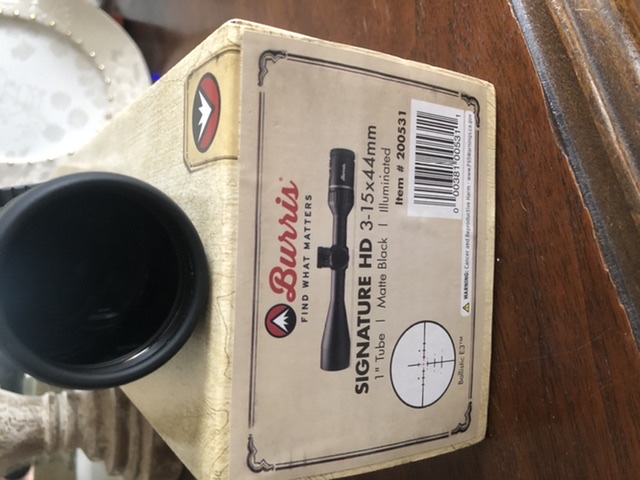 Burris
FIND WHAT MATTERS
SIGNATURE HD 3-15x44mm
1" Tube | Matte Black | Illuminated
Item # 200531
0 00381 00531 1
Ballistic E3™
WARNING: Cancer and Reproductive Harm - www.P65Warnings.ca.gov